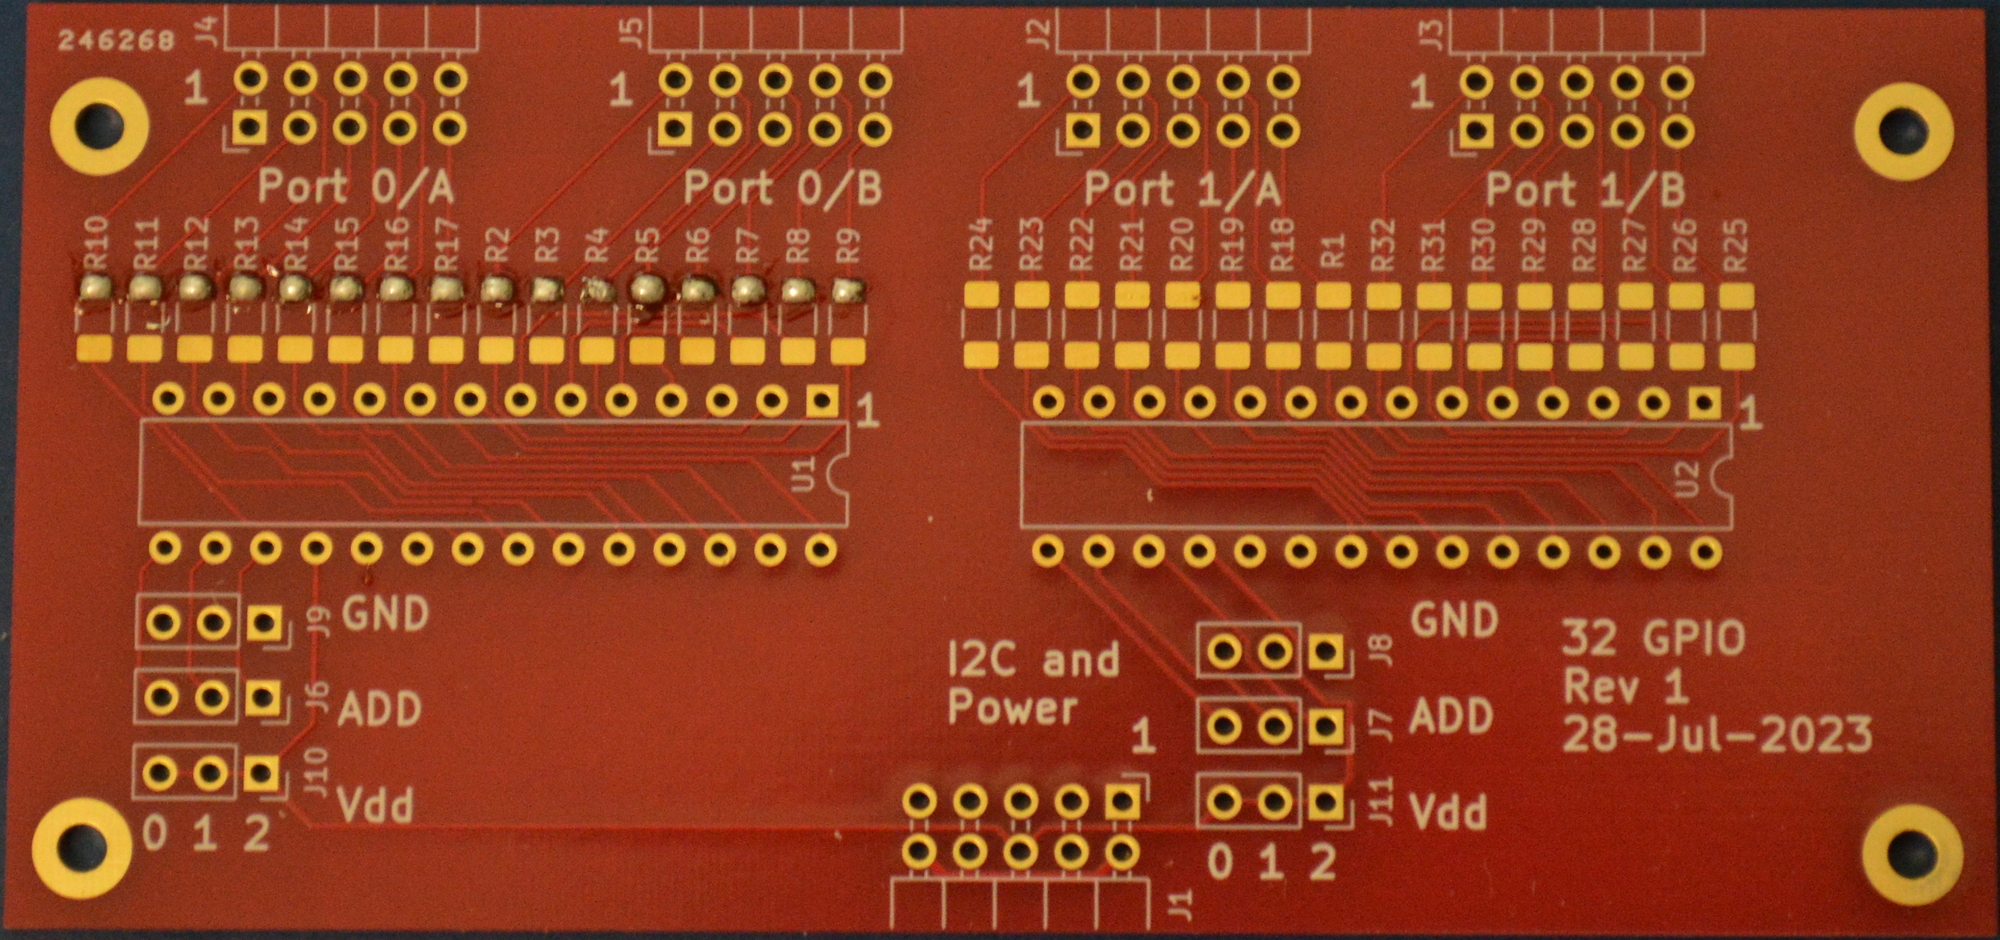 246268
J4
J5
J2
J3
1
1
1
1
Port 0/A
Port 0/B
Port 1/A
Port 1/B
R10 R11 R12 R13 R14 R15 R16 R17 R2 R3 R4 R5 R6 R7 R8 R9
R24 R23 R22 R21 R20 R19 R18 R1 R32 R31 R30 R29 R28 R27 R26 R25
1
1
U1
U2
J9
GND
J6
ADD
J10
Vdd
0 1 2
I2C and
Power
1
J1
J8
GND
J7
ADD
J11
Vdd
0 1 2
32 GPIO
Rev 1
28-Jul-2023